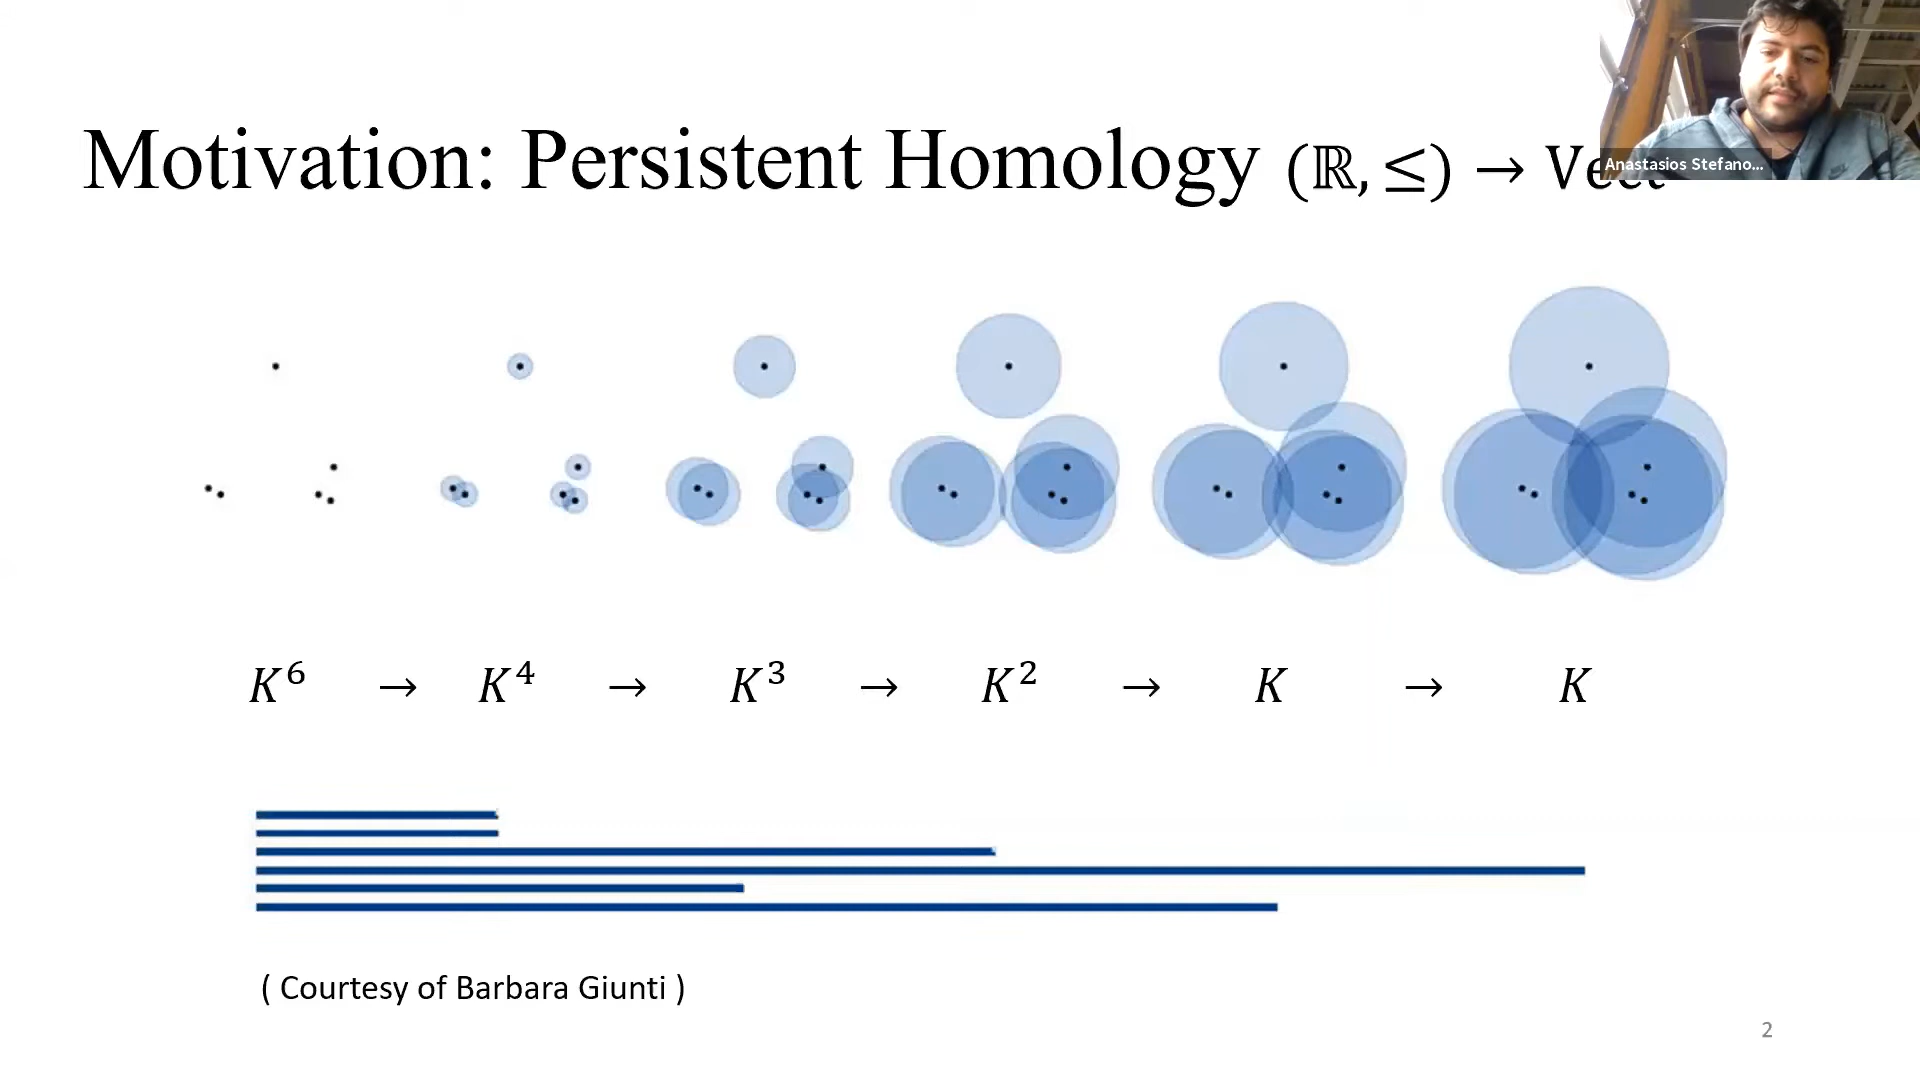 Motivation: Persistent Homology (ℝ, ≤) → Vect
Anastasios Stefano...
K⁶ → K⁴ → K³ → K² → K → K
( Courtesy of Barbara Giunti )
2